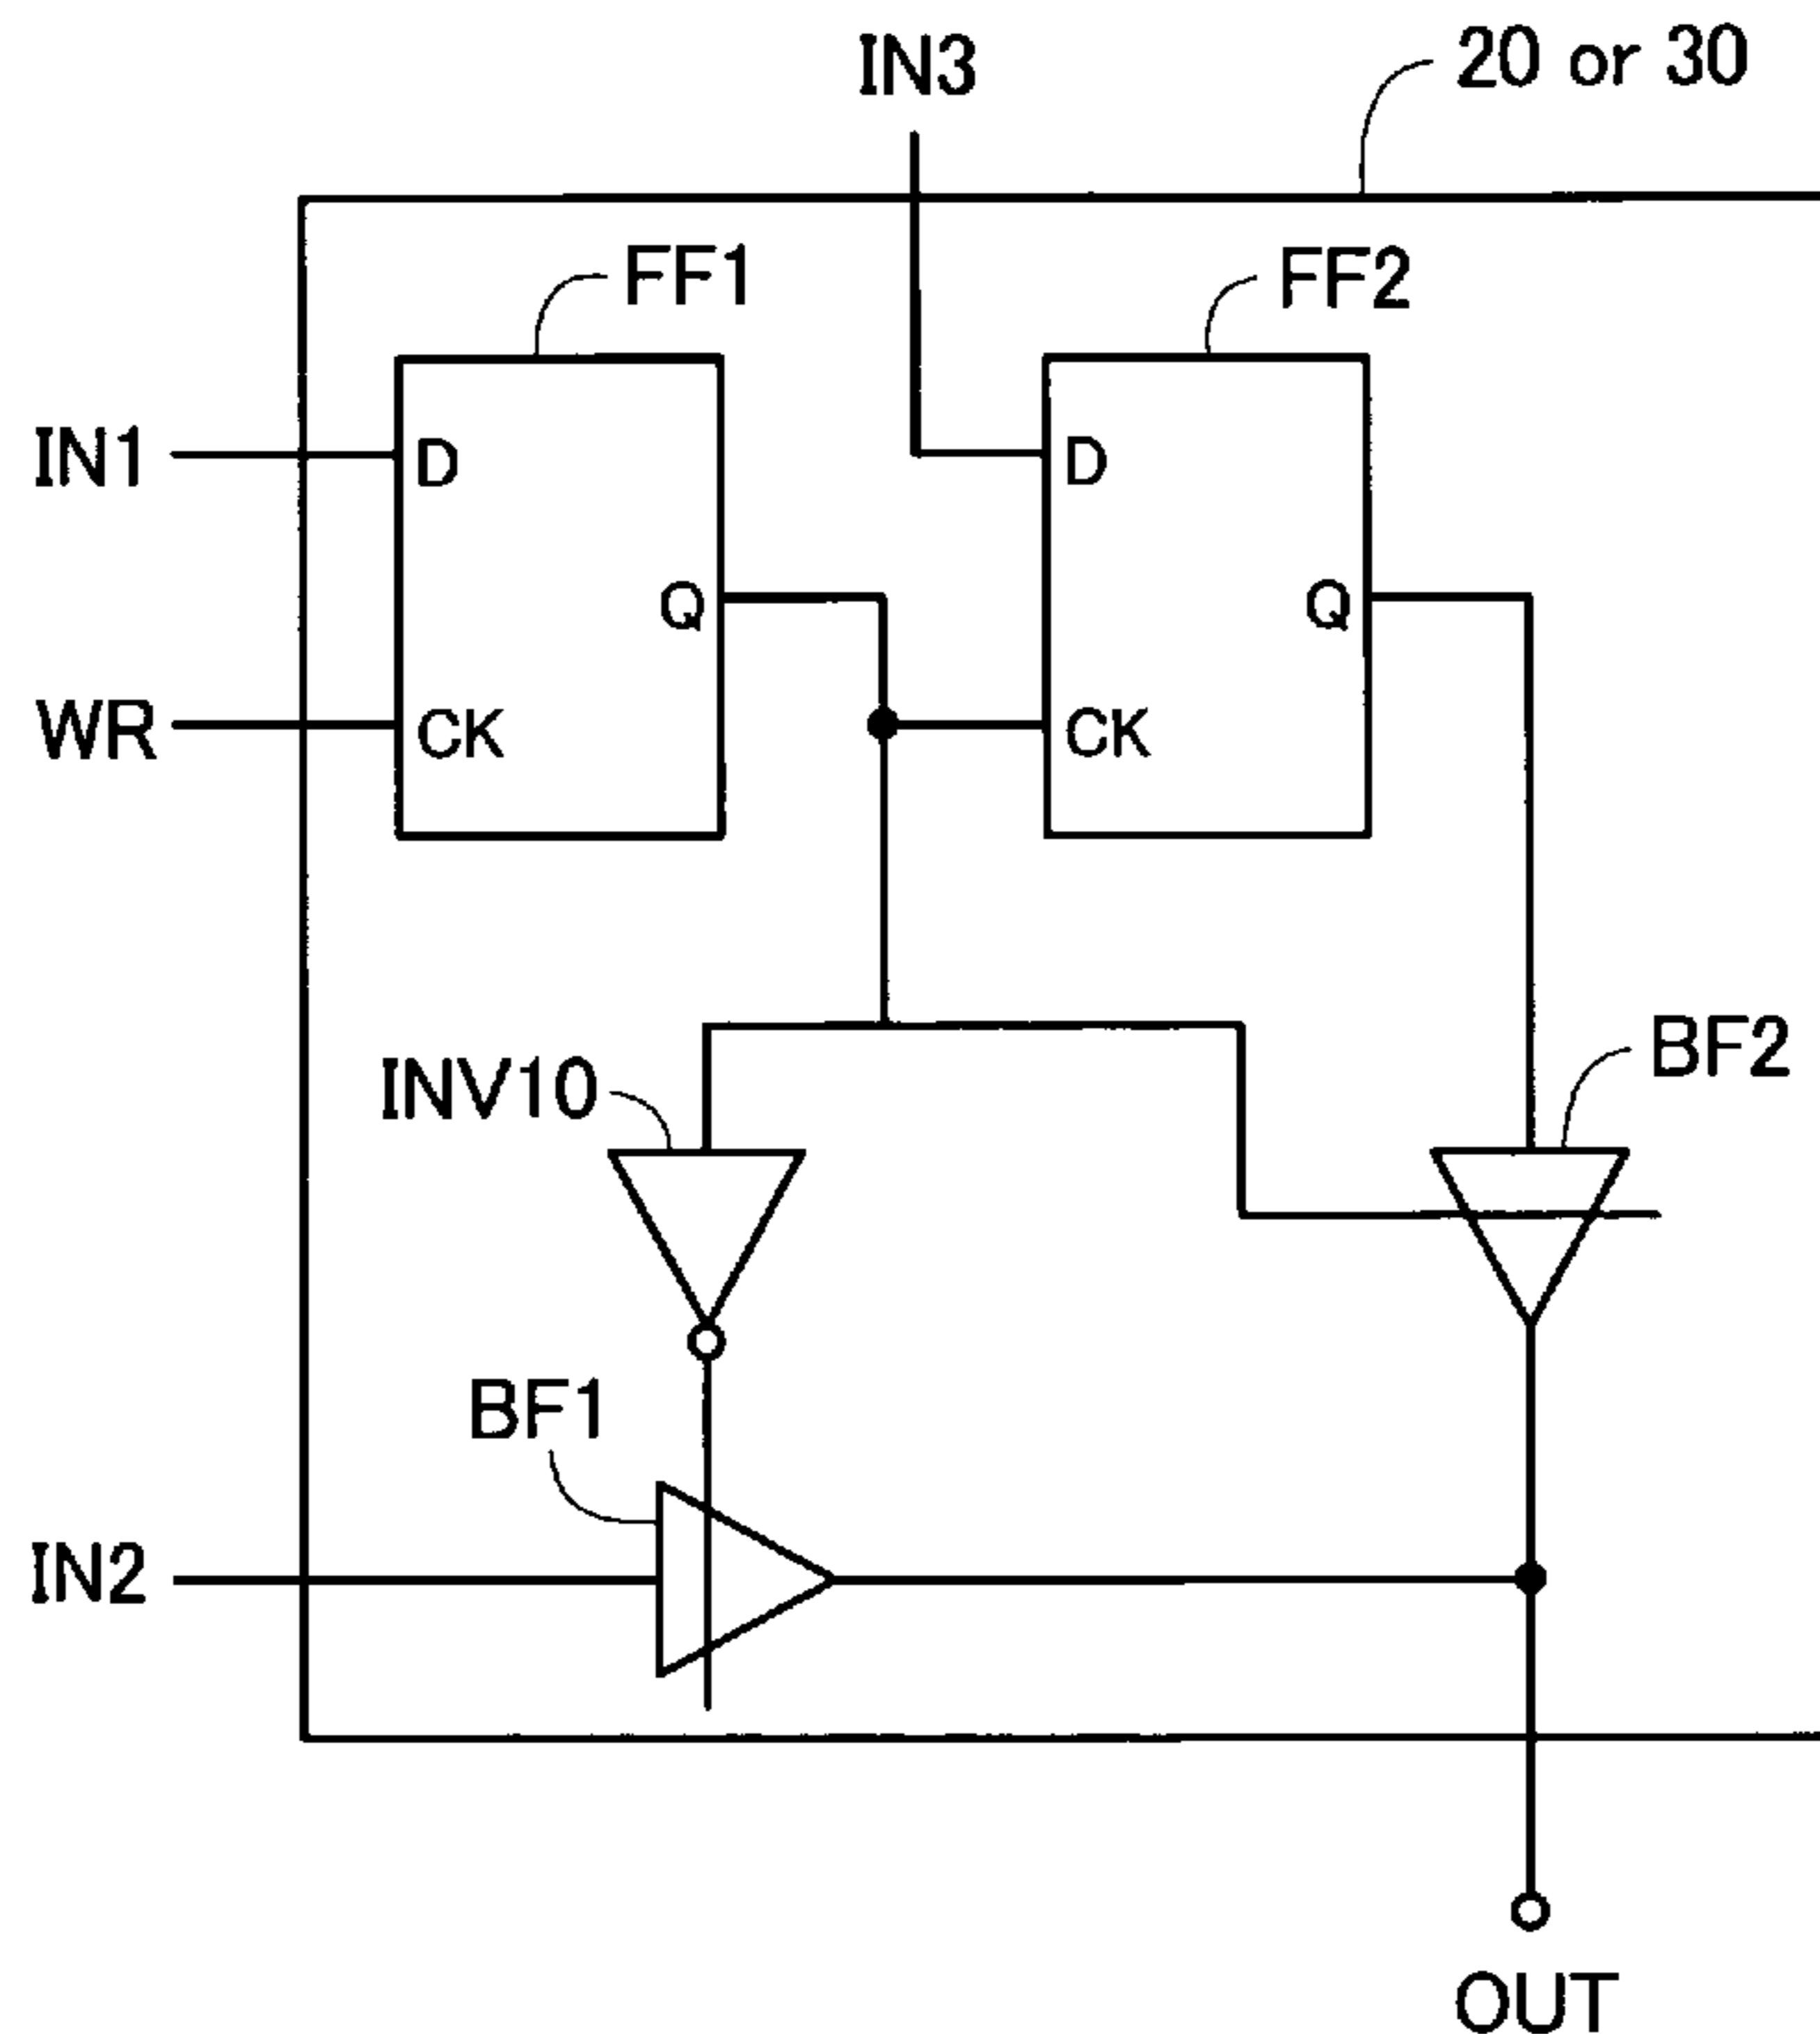 IN3
20 or 30
FF1
FF2
IN1
D
D
Q
Q
WR
CK
CK
INV10
BF2
BF1
IN2
OUT